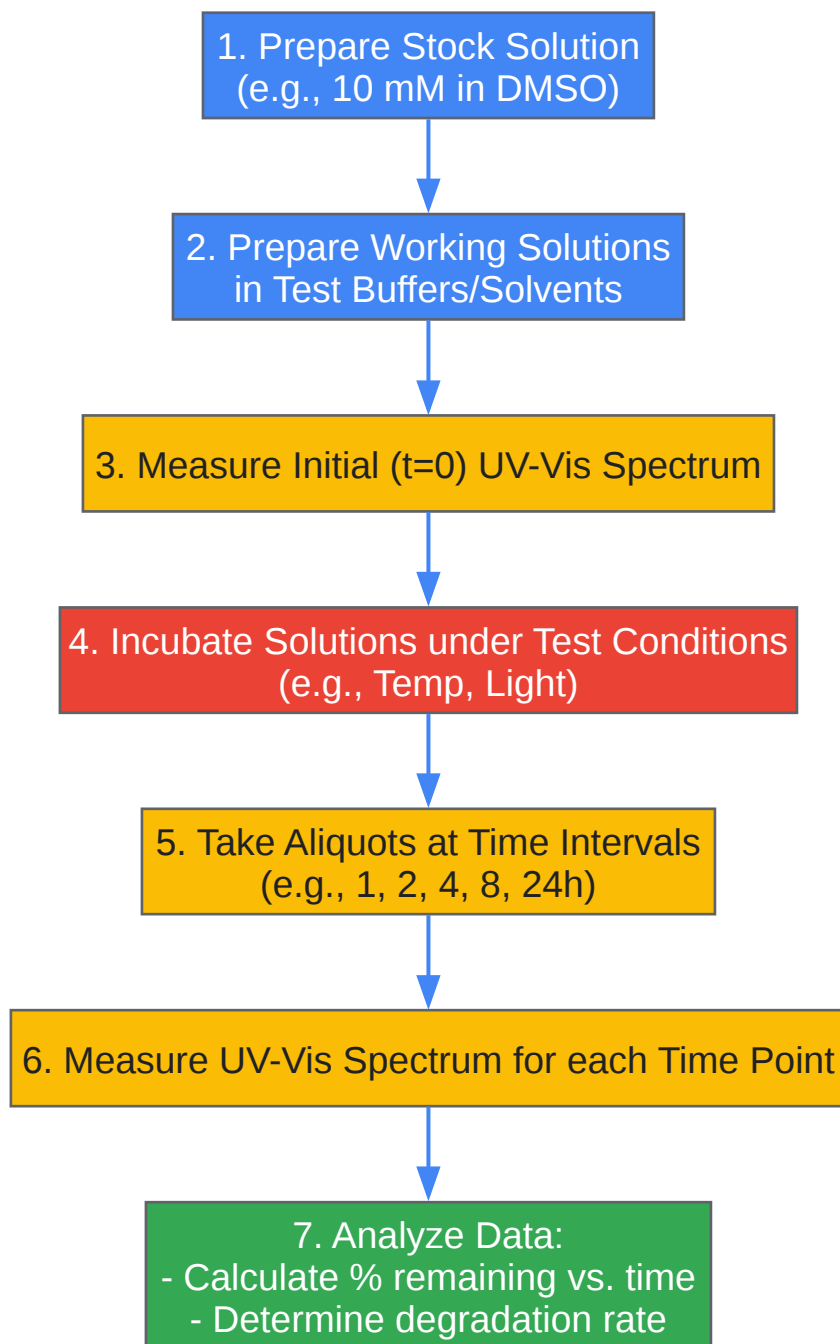 1. Prepare Stock Solution
(e.g., 10 mM in DMSO)
2. Prepare Working Solutions
in Test Buffers/Solvents
3. Measure Initial (t=0) UV-Vis Spectrum
4. Incubate Solutions under Test Conditions
(e.g., Temp, Light)
5. Take Aliquots at Time Intervals
(e.g., 1, 2, 4, 8, 24h)
6. Measure UV-Vis Spectrum for each Time Point
7. Analyze Data:
- Calculate % remaining vs. time
- Determine degradation rate